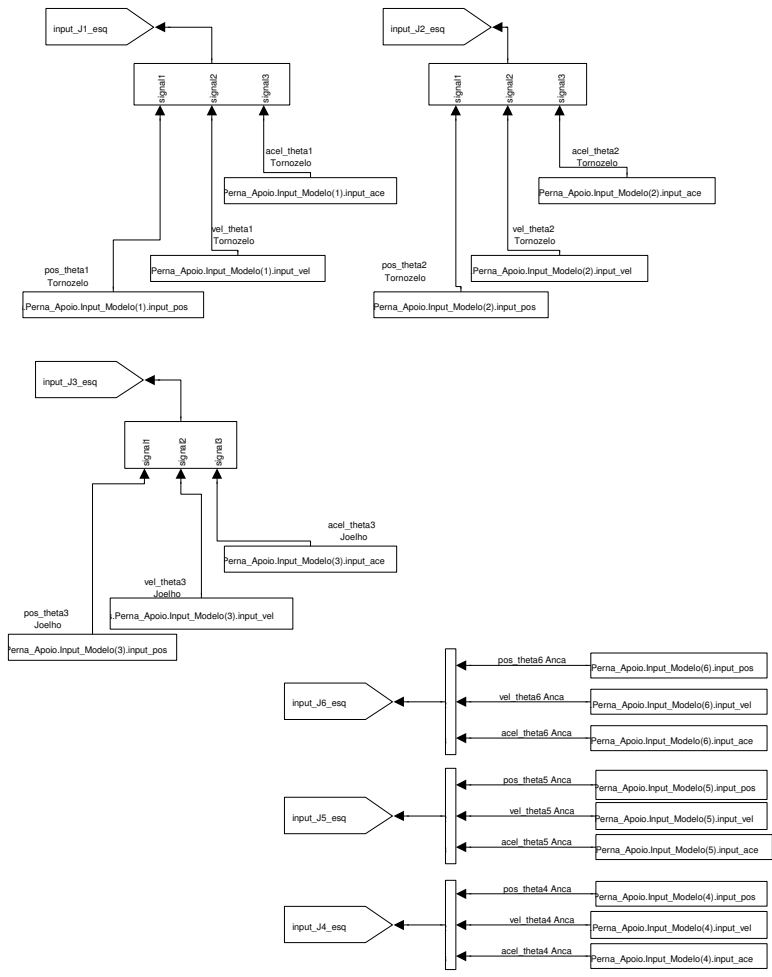 input_J1_esq
signal1
signal2
signal3
acel_theta1
Tornozelo
Perna_Apoio.Input_Modelo(1).input_ace
vel_theta1
Tornozelo
Perna_Apoio.Input_Modelo(1).input_vel
pos_theta1
Tornozelo
.Perna_Apoio.Input_Modelo(1).input_pos
input_J2_esq
signal1
signal2
signal3
acel_theta2
Tornozelo
Perna_Apoio.Input_Modelo(2).input_ace
vel_theta2
Tornozelo
Perna_Apoio.Input_Modelo(2).input_vel
pos_theta2
Tornozelo
Perna_Apoio.Input_Modelo(2).input_pos
input_J3_esq
signal1
signal2
signal3
acel_theta3
Joelho
Perna_Apoio.Input_Modelo(3).input_ace
vel_theta3
Joelho
s.Perna_Apoio.Input_Modelo(3).input_vel
pos_theta3
Joelho
Perna_Apoio.Input_Modelo(3).input_pos
input_J6_esq
pos_theta6 Anca
Perna_Apoio.Input_Modelo(6).input_pos
vel_theta6 Anca
.Perna_Apoio.Input_Modelo(6).input_vel
acel_theta6 Anca
Perna_Apoio.Input_Modelo(6).input_ace
input_J5_esq
pos_theta5 Anca
Perna_Apoio.Input_Modelo(5).input_pos
vel_theta5 Anca
Perna_Apoio.Input_Modelo(5).input_vel
acel_theta5 Anca
Perna_Apoio.Input_Modelo(5).input_ace
input_J4_esq
pos_theta4 Anca
Perna_Apoio.Input_Modelo(4).input_pos
vel_theta4 Anca
Perna_Apoio.Input_Modelo(4).input_vel
acel_theta4 Anca
Perna_Apoio.Input_Modelo(4).input_ace